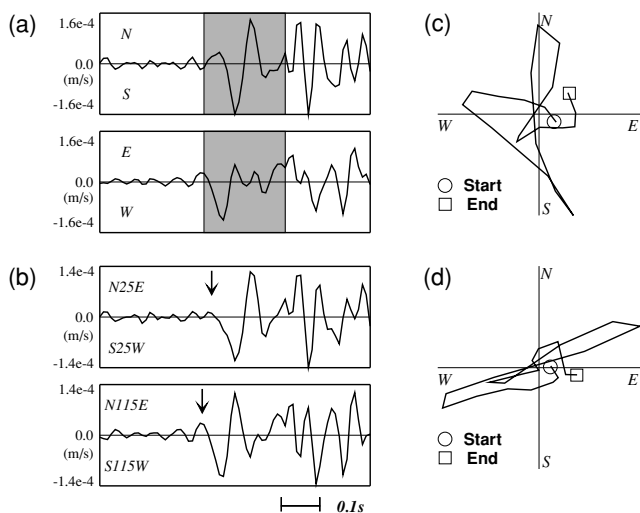 (a)
1.6e-4
N
0.0
(m/s)
S
-1.6e-4
1.6e-4
E
0.0
(m/s)
W
-1.6e-4
(b)
1.4e-4
N25E
0.0
(m/s)
S25W
-1.4e-4
1.4e-4
N115E
0.0
(m/s)
S115W
-1.4e-4
0.1s
(c)
N
W
E
Start
End
S
(d)
N
W
E
Start
End
S